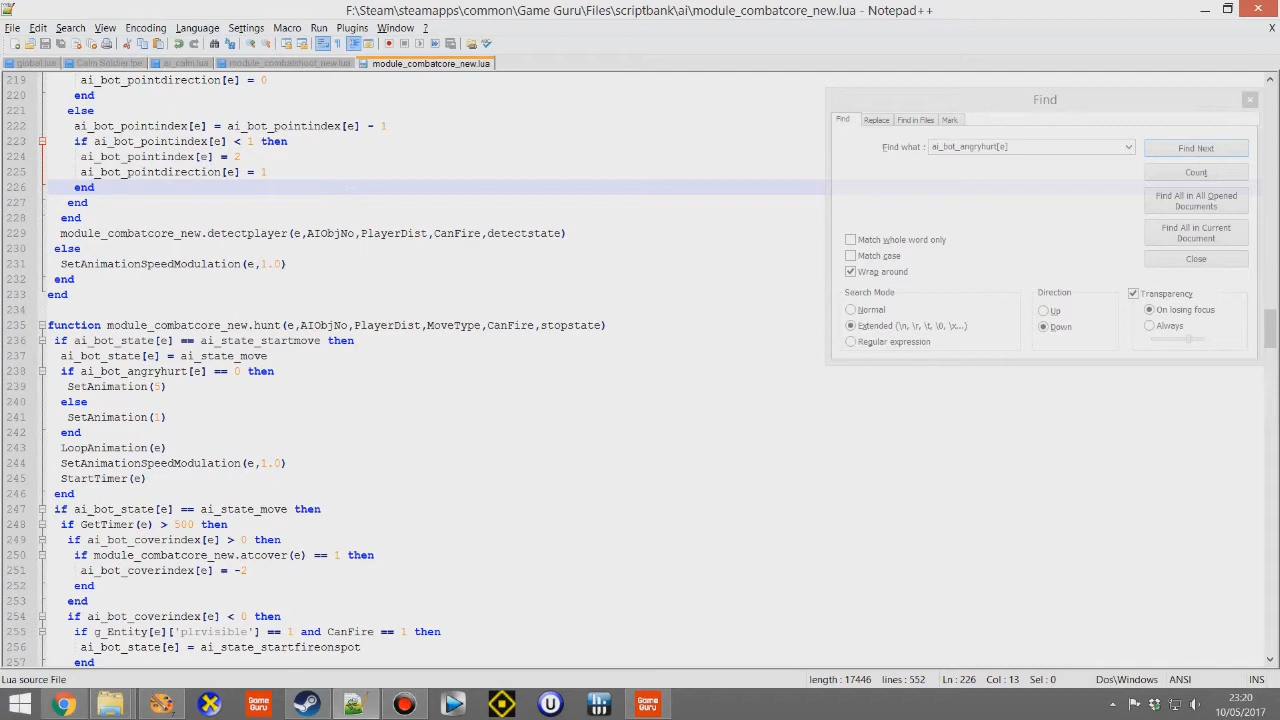 F:\Steam\steamapps\common\Game Guru\Files\scriptbank\ai\module_combatcore_new.lua - Notepad++
File Edit Search View Encoding Language Settings Macro Run Plugins Window ? X
global.lua Calm Soldier.fpe ai_calm.lua module_combatshoot_new.lua module_combatcore_new.lua
219 ai_bot_pointdirection[e] = 0
220 end
221 else
222 ai_bot_pointindex[e] = ai_bot_pointindex[e] - 1
223 if ai_bot_pointindex[e] < 1 then
224 ai_bot_pointindex[e] = 2
225 ai_bot_pointdirection[e] = 1
226 end
227 end
228 end
229 module_combatcore_new.detectplayer(e,AIObjNo,PlayerDist,CanFire,detectstate)
230 else
231 SetAnimationSpeedModulation(e,1.0)
232 end
233 end
234
235 function module_combatcore_new.hunt(e,AIObjNo,PlayerDist,MoveType,CanFire,stopstate)
236 if ai_bot_state[e] == ai_state_startmove then
237 ai_bot_state[e] = ai_state_move
238 if ai_bot_angryhurt[e] == 0 then
239 SetAnimation(5)
240 else
241 SetAnimation(1)
242 end
243 LoopAnimation(e)
244 SetAnimationSpeedModulation(e,1.0)
245 StartTimer(e)
246 end
247 if ai_bot_state[e] == ai_state_move then
248 if GetTimer(e) > 500 then
249 if ai_bot_coverindex[e] > 0 then
250 if module_combatcore_new.atcover(e) == 1 then
251 ai_bot_coverindex[e] = -2
252 end
253 end
254 if ai_bot_coverindex[e] < 0 then
255 if g_Entity[e]['plrvisible'] == 1 and CanFire == 1 then
256 ai_bot_state[e] = ai_state_startfireonspot
257 end
Find
Find Replace Find in Files Mark
Find what : ai_bot_angryhurt[e]
Find Next
Count
Find All in All Opened Documents
Find All in Current Document
Close
Match whole word only
Match case
Wrap around
Search Mode
Normal
Extended (\n, \r, \t, \0, \x...)
Regular expression
Direction
Up
Down
Transparency
On losing focus
Always
Lua source File length : 17446 lines : 552 Ln : 226 Col : 13 Sel : 0 Dos\Windows ANSI INS
GameGuru
GameGuru
23:20
10/05/2017